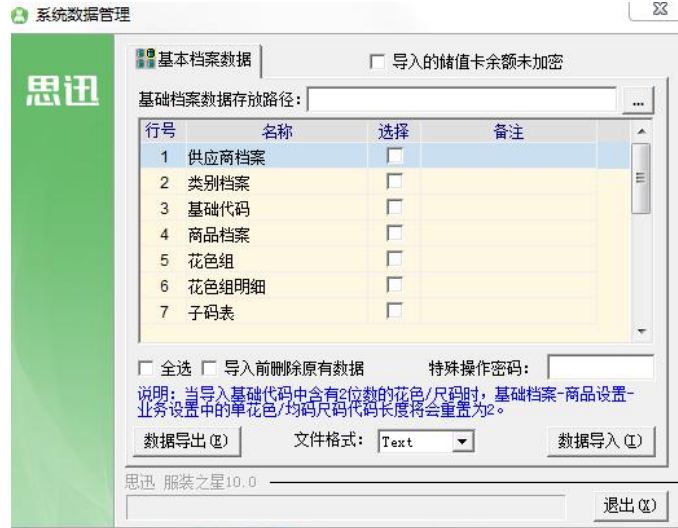 系统数据管理
思迅
基本档案数据
导入的储值卡余额未加密
基础档案数据存放路径：
...
行号 名称 选择 备注
1 供应商档案
2 类别档案
3 基础代码
4 商品档案
5 花色组
6 花色组明细
7 子码表
全选 导入前删除原有数据 特殊操作密码：
说明：当导入基础代码中含有2位数的花色/尺码时，基础档案-商品设置-
业务设置中的单花色/均码尺码代码长度将会重置为2。
数据导出(E) 文件格式： Text 数据导入(I)
思迅 服装之星10.0
退出(X)